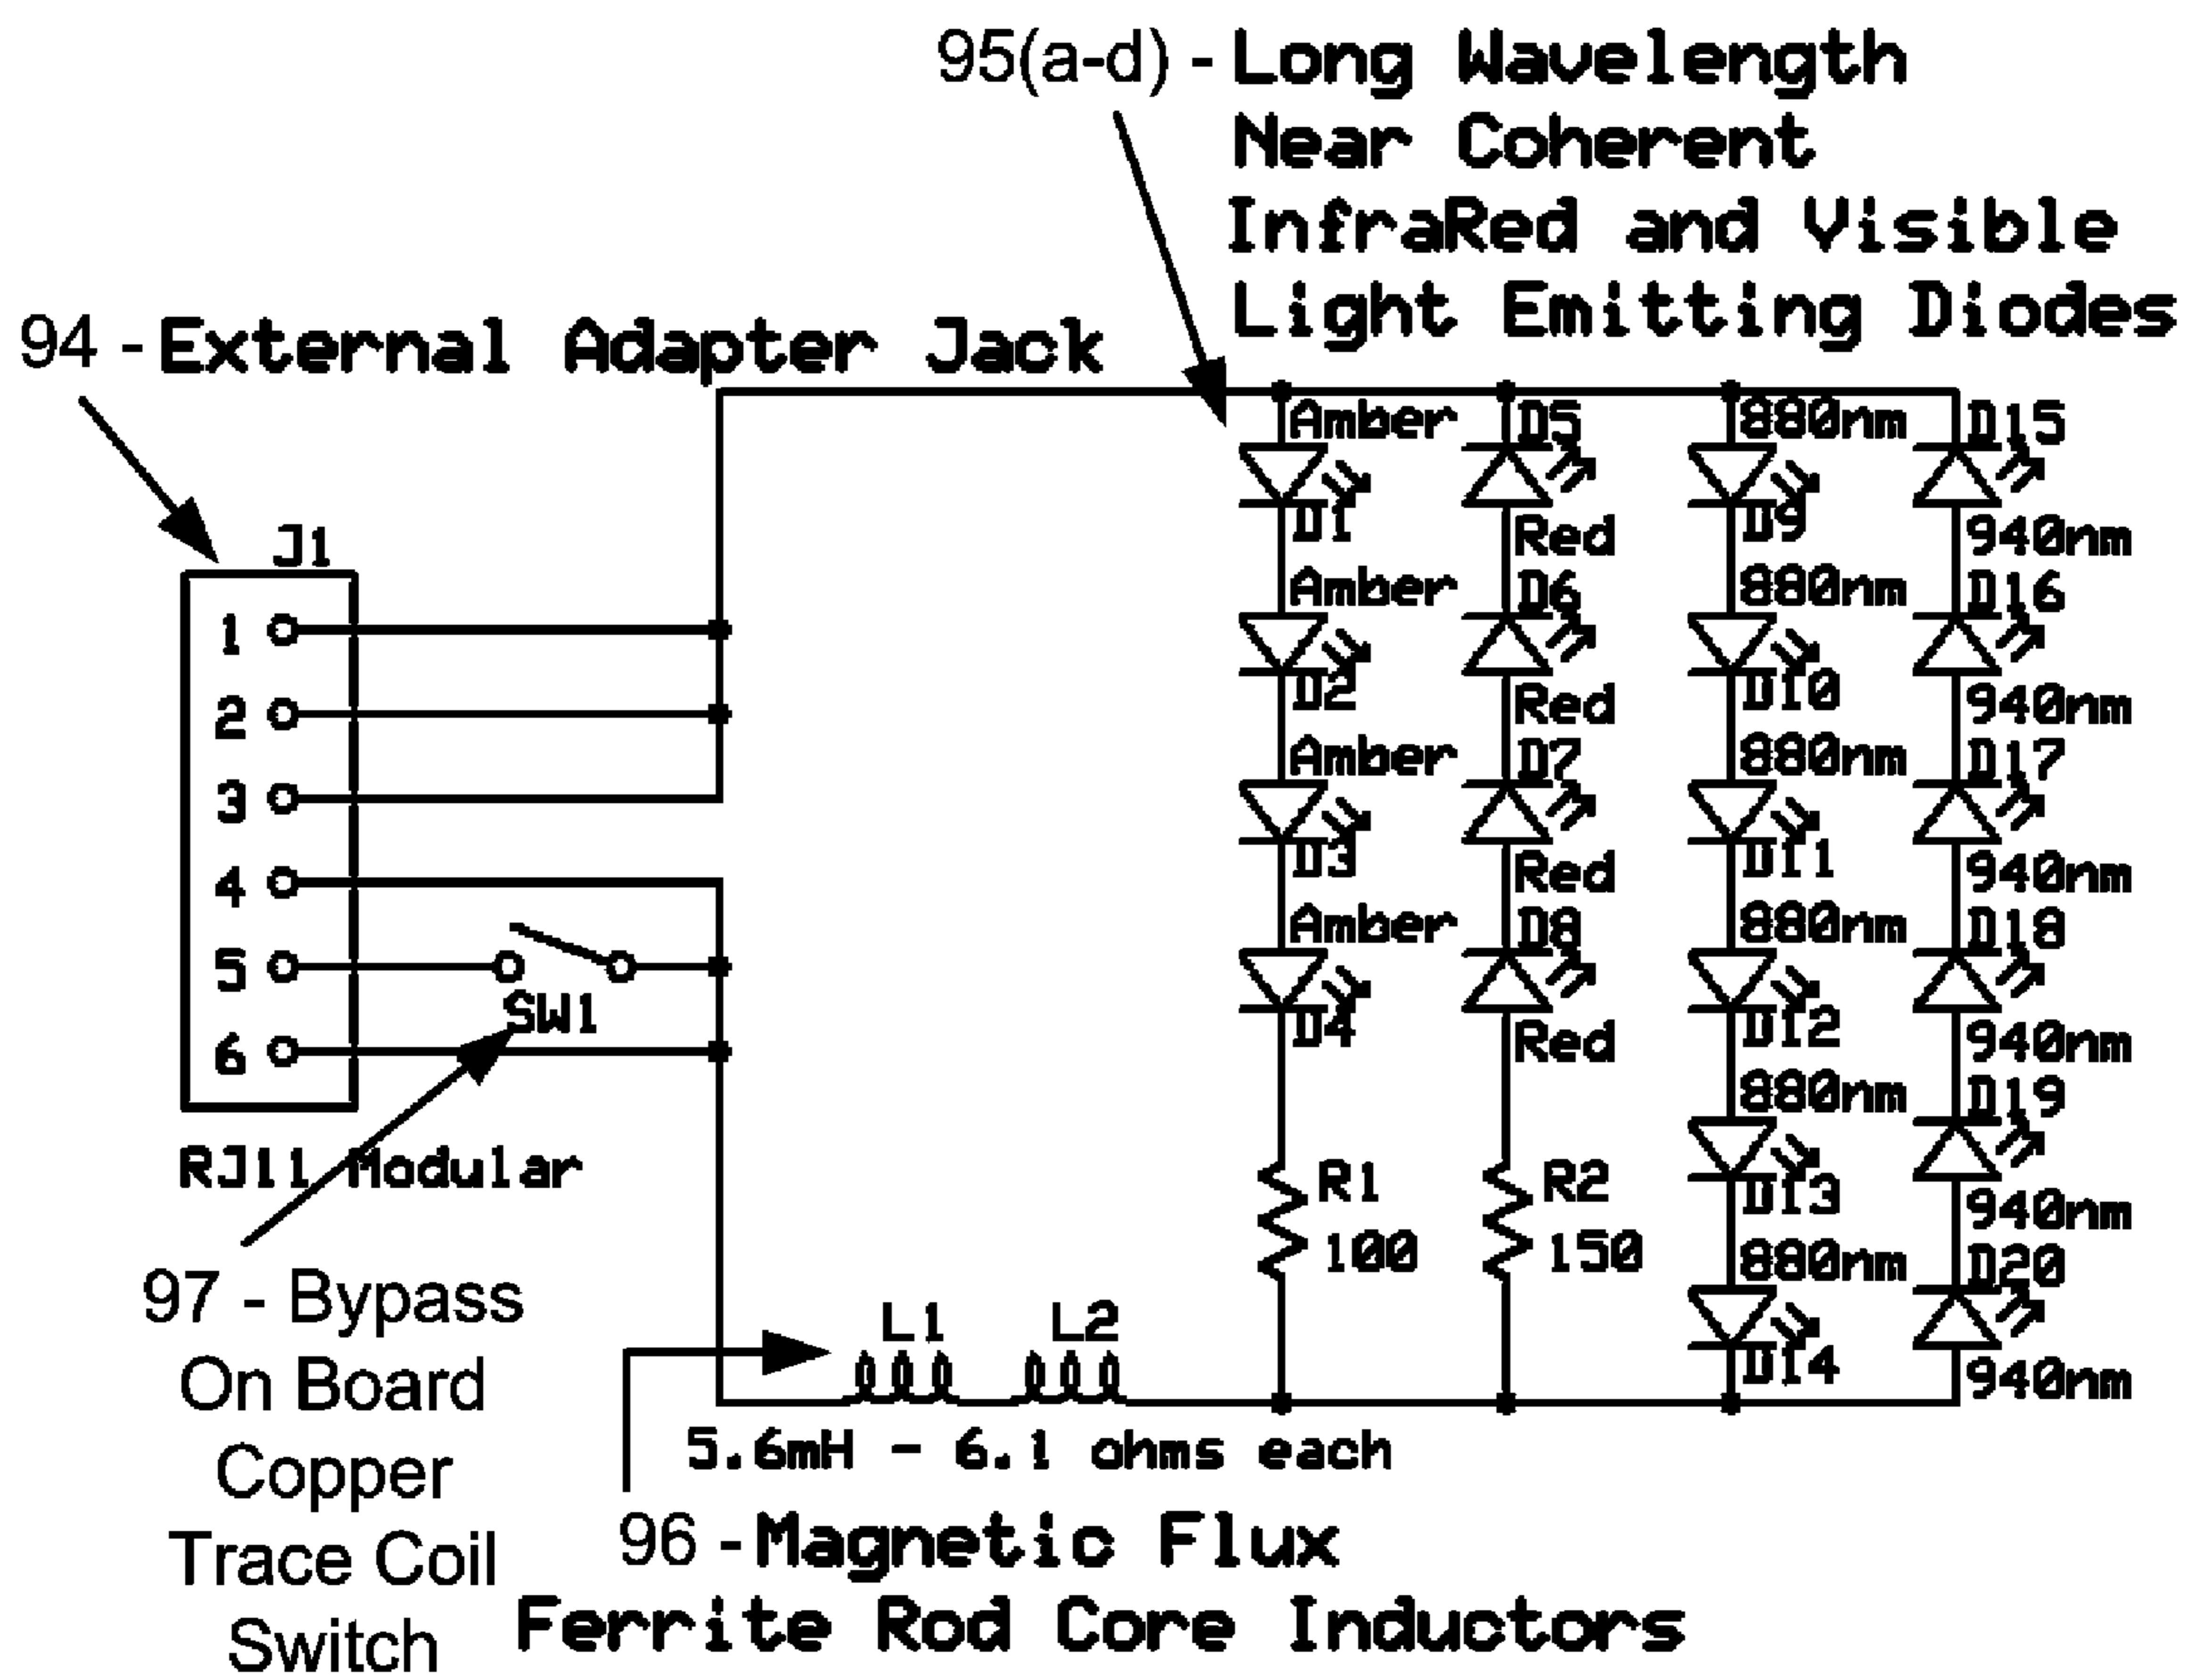 95(a-d) - Long Wavelength
Near Coherent
InfraRed and Visible
Light Emitting Diodes
94 - External Adapter Jack
J1
1
2
3
4
5
6
SW1
RJ11 Modular
97 - Bypass
On Board
Copper
Trace Coil
Switch
Amber
D1
Amber
D2
Amber
D3
Amber
D4
R1
100
D5
Red
D6
Red
D7
Red
D8
Red
R2
150
880nm
D9
880nm
D10
880nm
D11
880nm
D12
880nm
D13
880nm
D14
D15
940nm
D16
940nm
D17
940nm
D18
940nm
D19
940nm
D20
940nm
L1 L2
5.6mH - 6.1 ohms each
96 - Magnetic Flux
Ferrite Rod Core Inductors